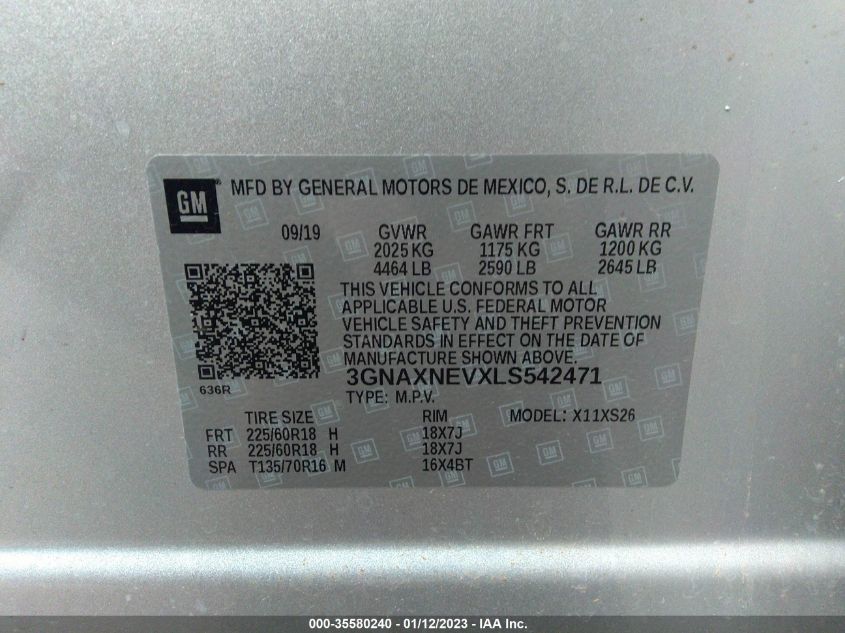 GM
MFD BY GENERAL MOTORS DE MEXICO, S. DE R.L. DE C.V.
09/19 GVWR GAWR FRT GAWR RR
2025 KG 1175 KG 1200 KG
4464 LB 2590 LB 2645 LB
THIS VEHICLE CONFORMS TO ALL
APPLICABLE U.S. FEDERAL MOTOR
VEHICLE SAFETY AND THEFT PREVENTION
STANDARDS IN EFFECT ON THE DATE OF
MANUFACTURE SHOWN ABOVE.
636R 3GNAXNEVXLS542471
TYPE: M.P.V.
TIRE SIZE RIM MODEL: X11XS26
FRT 225/60R18 H 18X7J
RR 225/60R18 H 18X7J
SPA T135/70R16 M 16X4BT
000-35580240 - 01/12/2023 - IAA Inc.